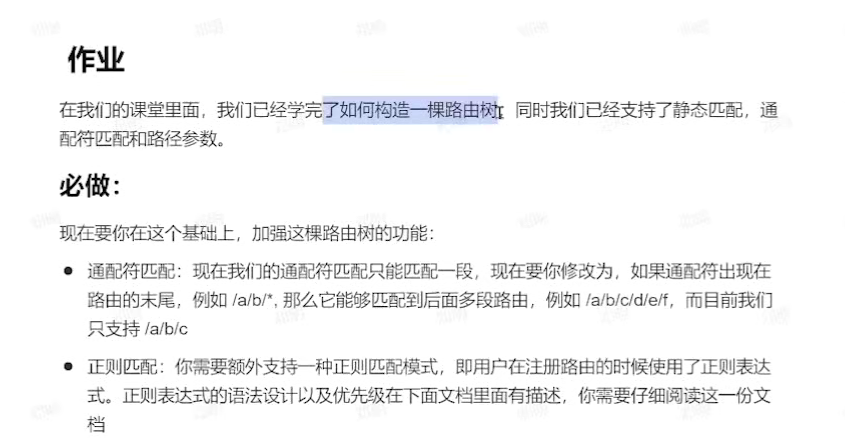 作业
在我们的课堂里面，我们已经学完了如何构造一棵路由树，同时我们已经支持了静态匹配，通
配符匹配和路径参数。
必做：
现在要你在这个基础上，加强这棵路由树的功能：
● 通配符匹配：现在我们的通配符匹配只能匹配一段，现在要你修改为，如果通配符出现在
路由的末尾，例如 /a/b/*, 那么它能够匹配到后面多段路由，例如 /a/b/c/d/e/f，而目前我们
只支持 /a/b/c
● 正则匹配：你需要额外支持一种正则匹配模式，即用户在注册路由的时候使用了正则表达
式。正则表达式的语法设计以及优先级在下面文档里面有描述，你需要仔细阅读这一份文
档